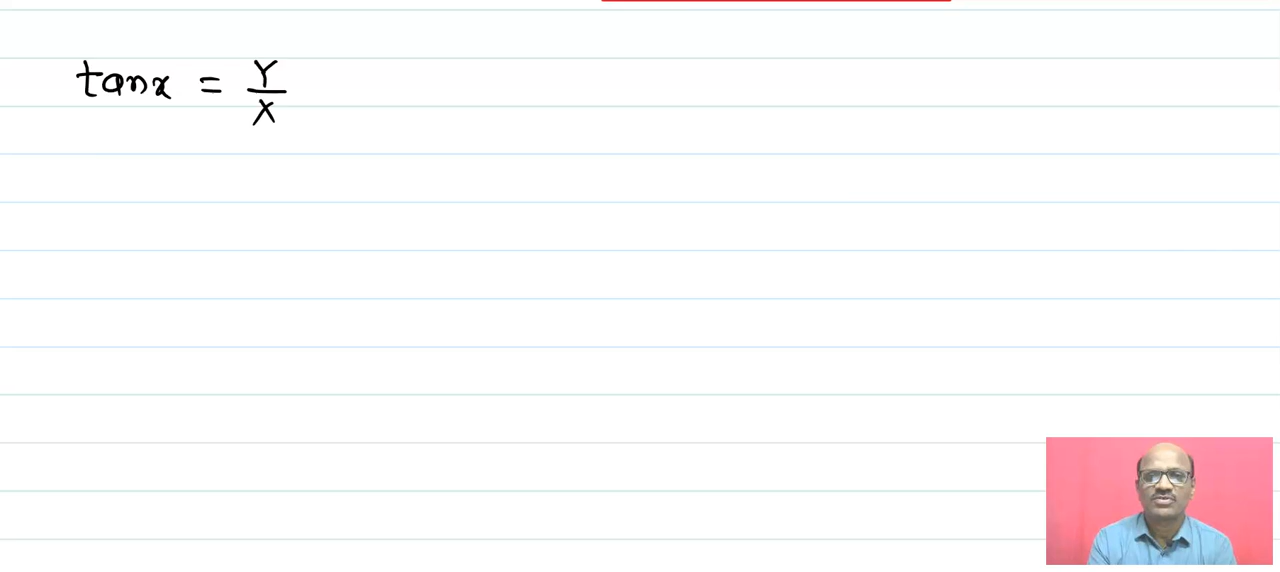 tanx = Y/X